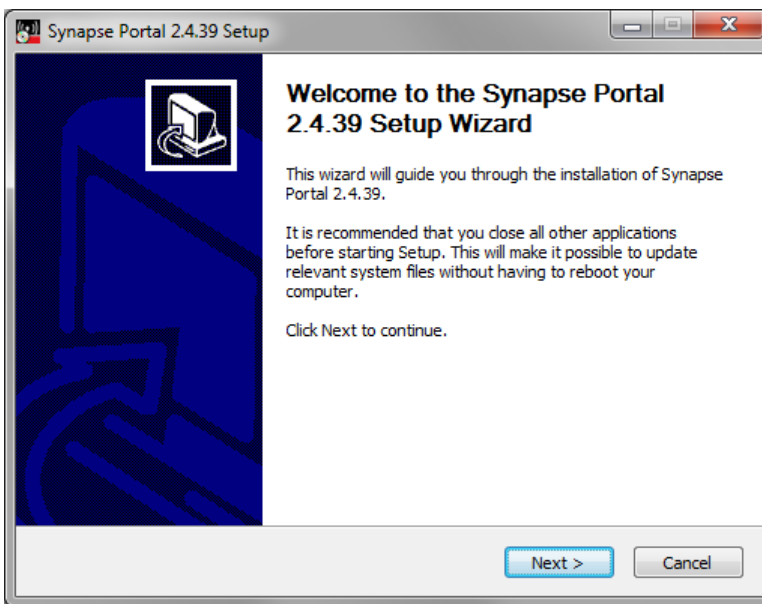 Synapse Portal 2.4.39 Setup
Welcome to the Synapse Portal
2.4.39 Setup Wizard
This wizard will guide you through the installation of Synapse
Portal 2.4.39.
It is recommended that you close all other applications
before starting Setup. This will make it possible to update
relevant system files without having to reboot your
computer.
Click Next to continue.
Next >
Cancel